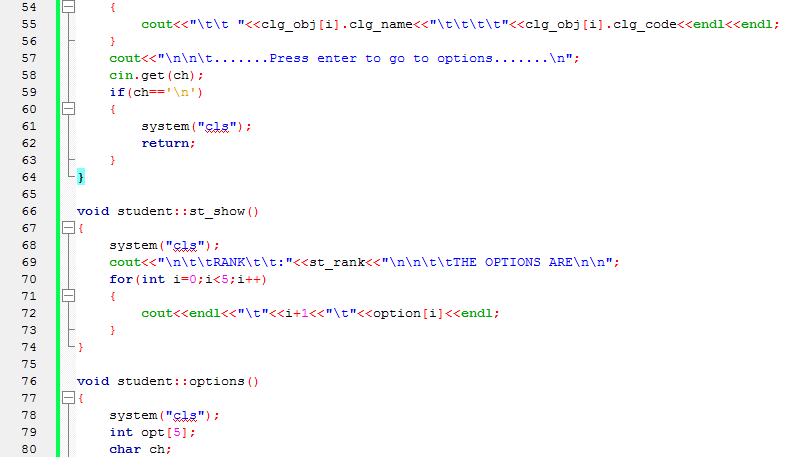 54 {
55 cout<<"\t\t "<<clg_obj[i].clg_name<<"\t\t\t\t"<<clg_obj[i].clg_code<<endl<<endl;
56 }
57 cout<<"\n\n\t.......Press enter to go to options.......\n";
58 cin.get(ch);
59 if(ch=='\n')
60 {
61 system("cls");
62 return;
63 }
64 }
65
66 void student::st_show()
67 {
68 system("cls");
69 cout<<"\n\t\tRANK\t\t:"<<st_rank<<"\n\n\t\tTHE OPTIONS ARE\n\n";
70 for(int i=0;i<5;i++)
71 {
72 cout<<endl<<"\t"<<i+1<<"\t"<<option[i]<<endl;
73 }
74 }
75
76 void student::options()
77 {
78 system("cls");
79 int opt[5];
80 char ch;